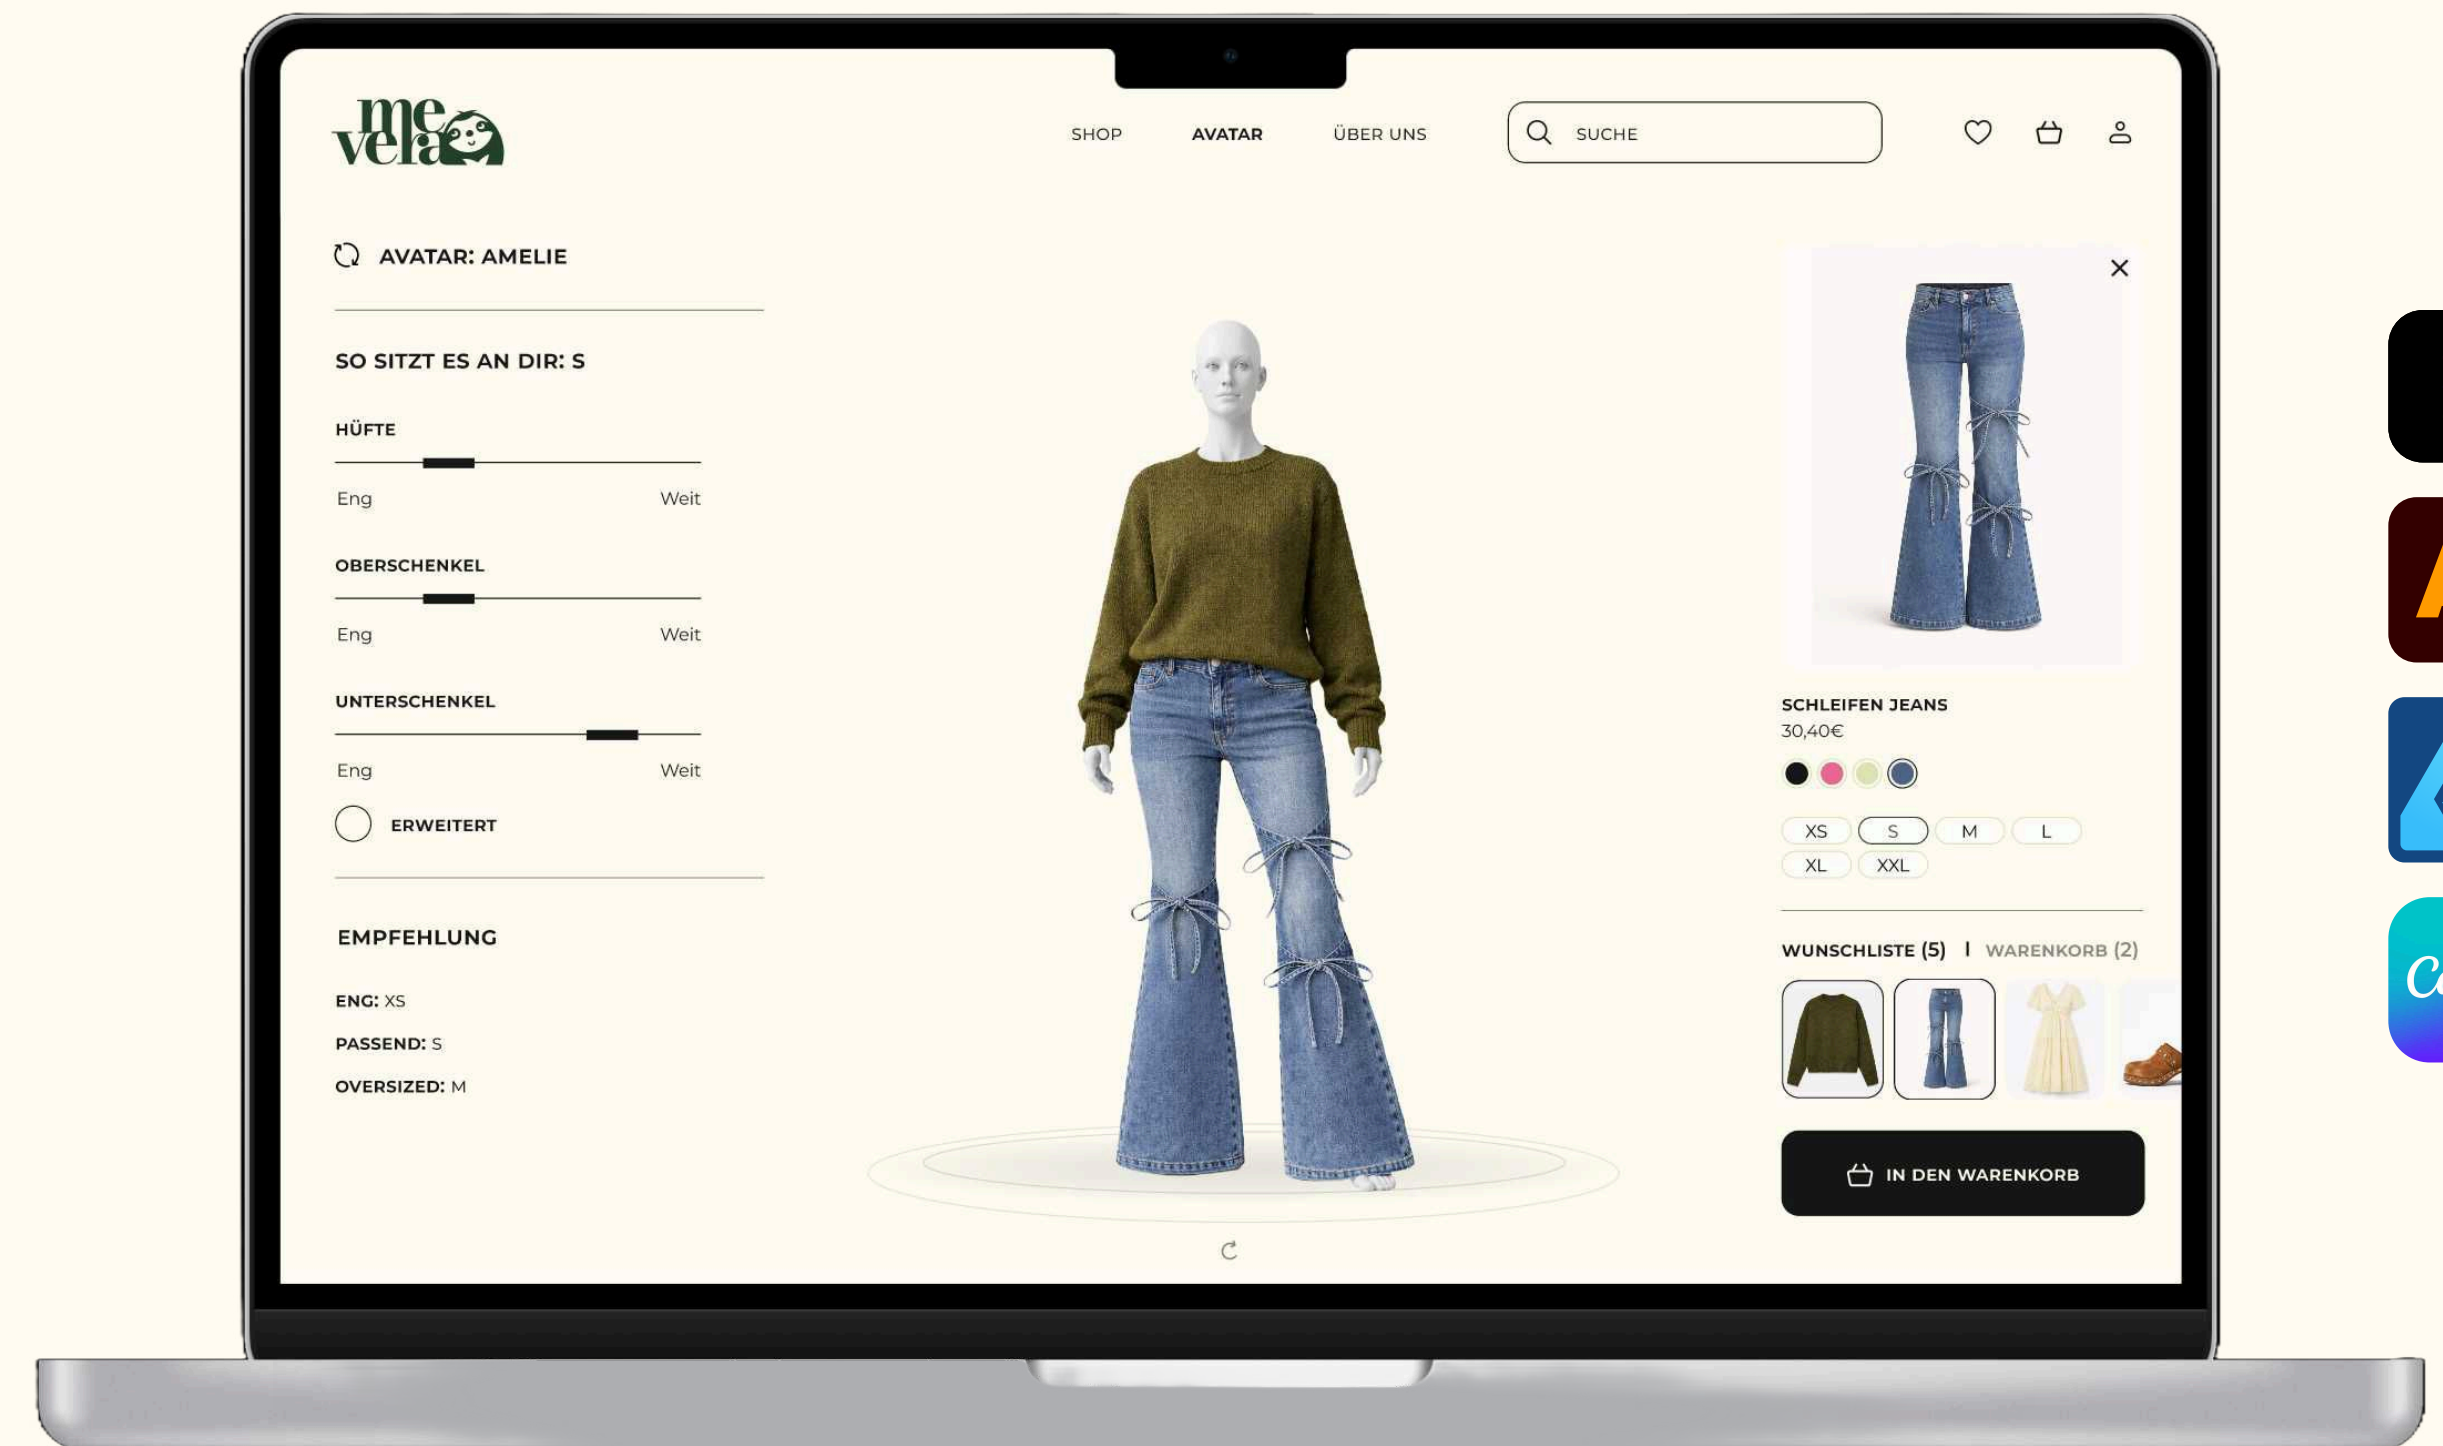 me
vera
SHOP
AVATAR
ÜBER UNS
SUCHE
AVATAR: AMELIE
SO SITZT ES AN DIR: S
HÜFTE
Eng Weit
OBERSCHENKEL
Eng Weit
UNTERSCHENKEL
Eng Weit
ERWEITERT
EMPFEHLUNG
ENG: XS
PASSEND: S
OVERSIZED: M
SCHLEIFEN JEANS
30,40€
XS S M L
XL XXL
WUNSCHLISTE (5) I WARENKORB (2)
IN DEN WARENKORB